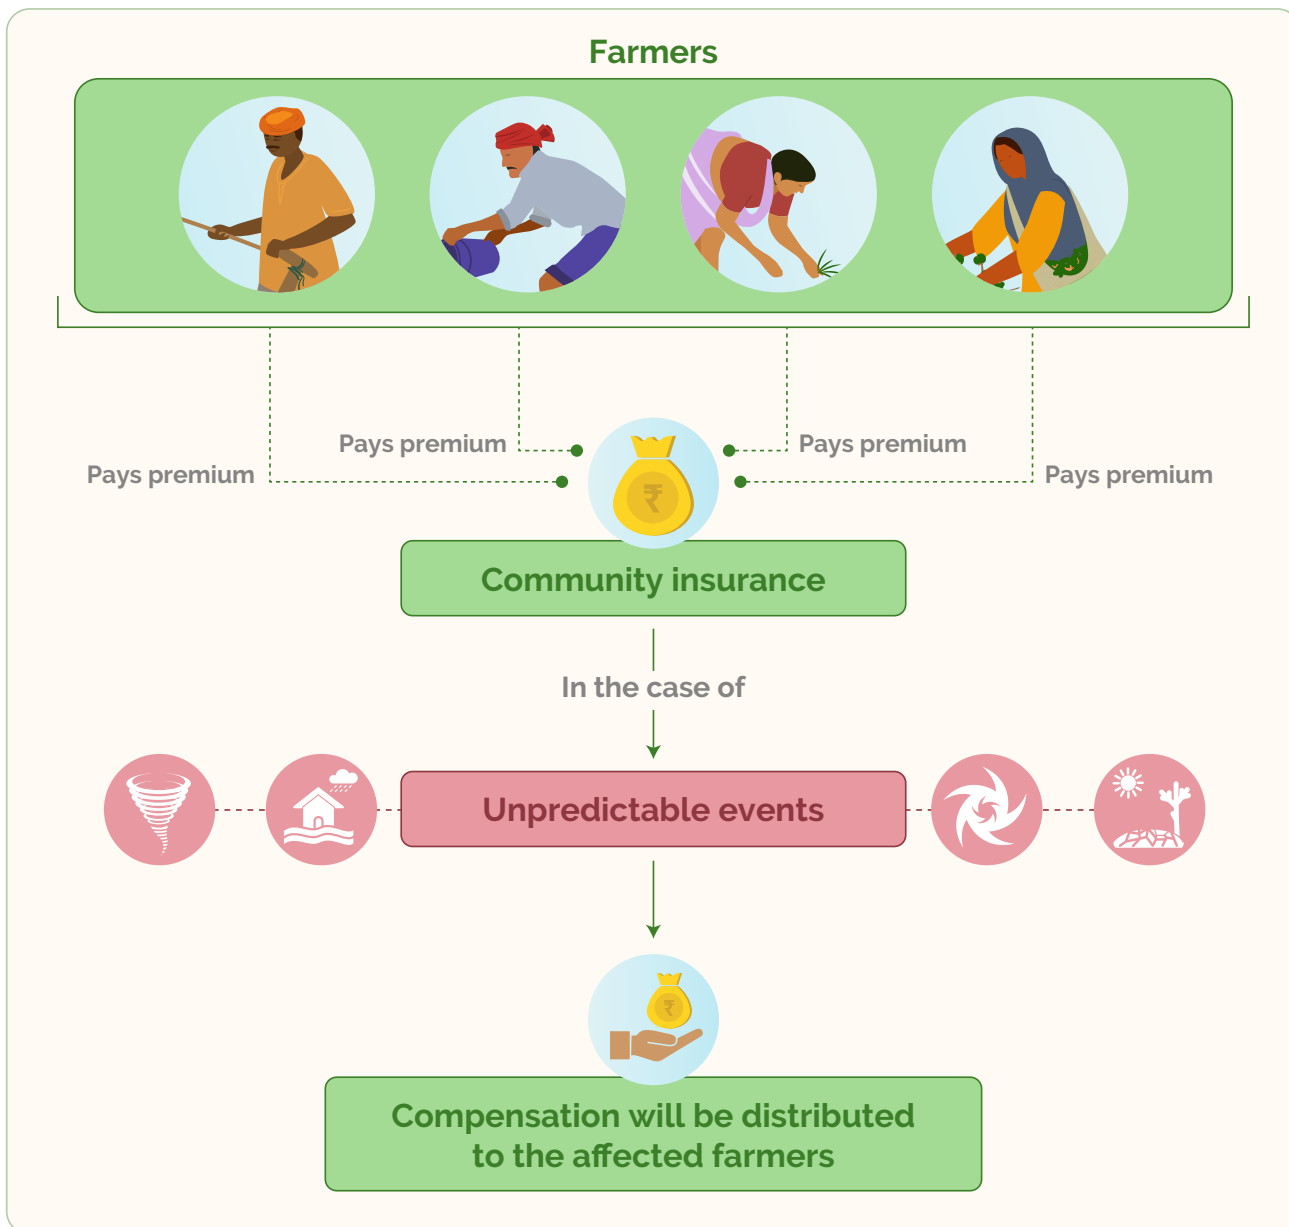 Farmers
Pays premium
Pays premium
Pays premium
Pays premium
₹
Community insurance
In the case of
Unpredictable events
₹
Compensation will be distributed
to the affected farmers